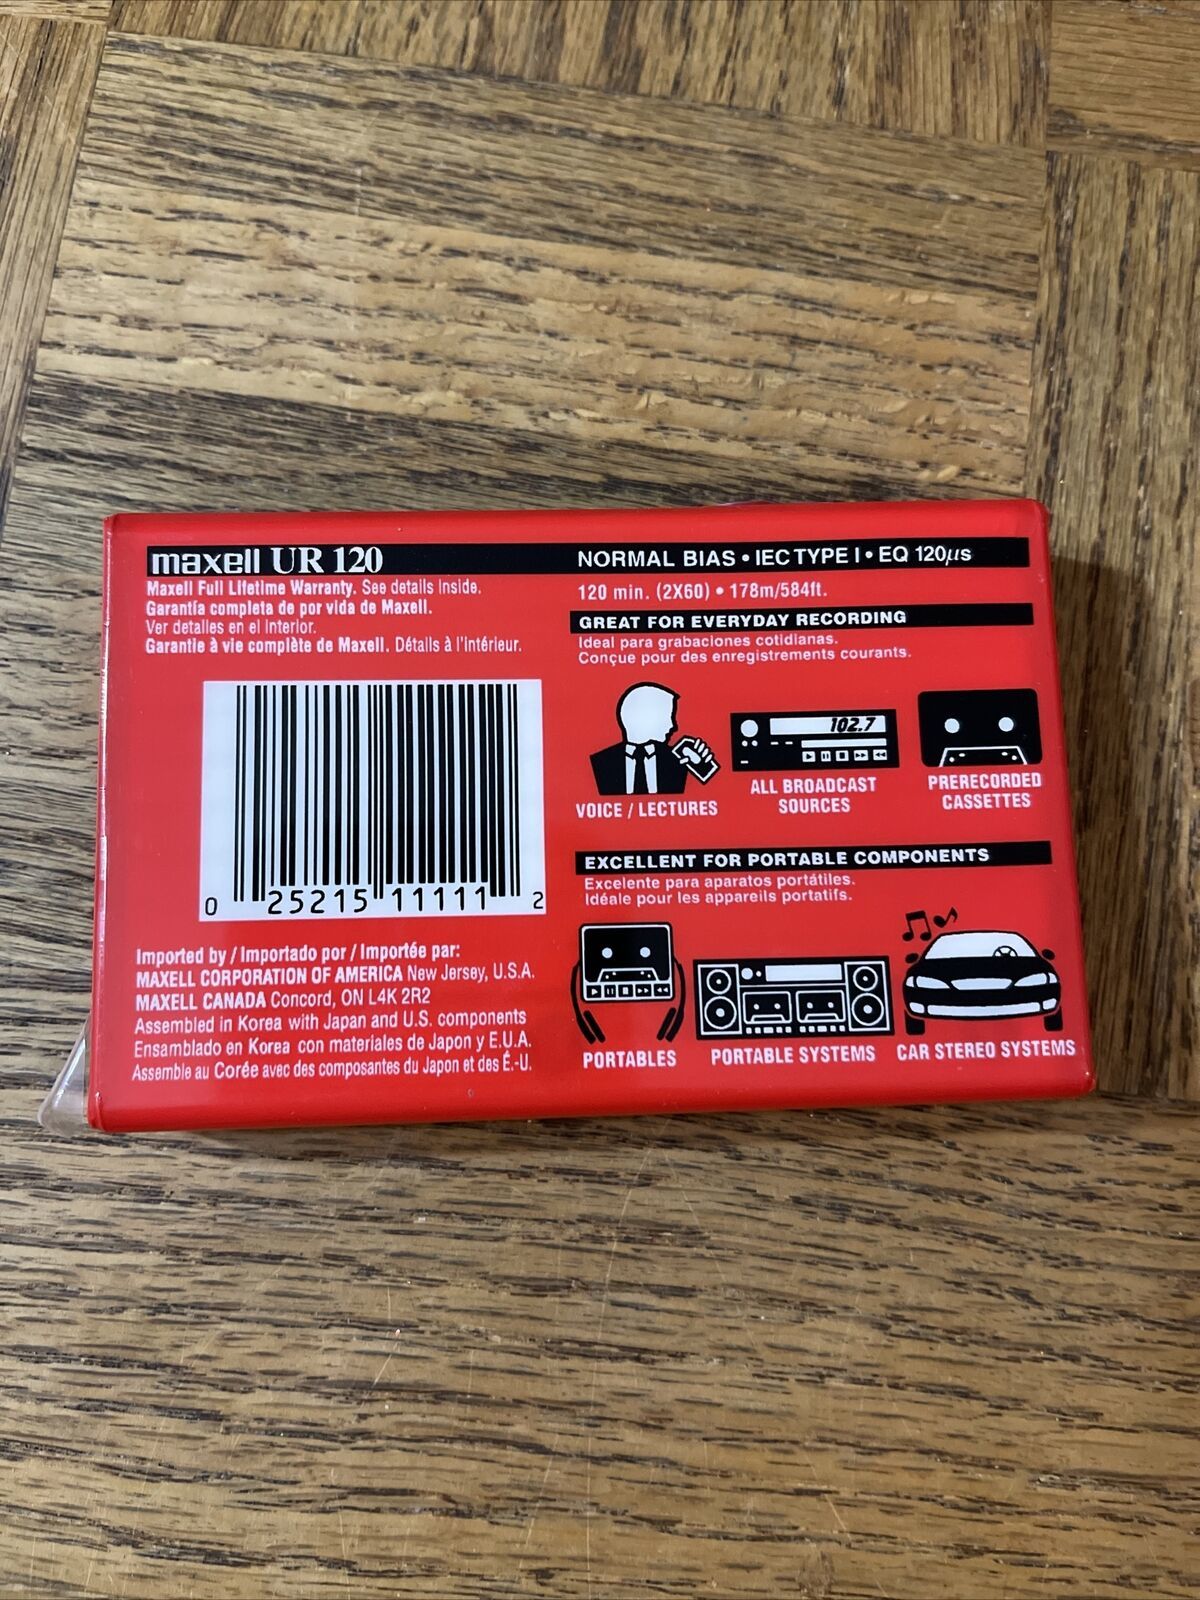 maxell UR 120
Maxell Full Lifetime Warranty. See details inside.
Garantía completa de por vida de Maxell.
Ver detalles en el interior.
Garantie à vie complète de Maxell. Détails à l'intérieur.
0 25215 11111 2
Imported by / Importado por / Importée par:
MAXELL CORPORATION OF AMERICA New Jersey, U.S.A.
MAXELL CANADA Concord, ON L4K 2R2
Assembled in Korea with Japan and U.S. components
Ensamblado en Korea con materiales de Japon y E.U.A.
Assemble au Corée avec des composantes du Japon et des É.-U.
NORMAL BIAS • IEC TYPE I • EQ 120µs
120 min. (2X60) • 178m/584ft.
GREAT FOR EVERYDAY RECORDING
Ideal para grabaciones cotidianas.
Conçue pour des enregistrements courants.
102.7
VOICE / LECTURES
ALL BROADCAST
SOURCES
PRERECORDED
CASSETTES
EXCELLENT FOR PORTABLE COMPONENTS
Excelente para aparatos portátiles.
Idéale pour les appareils portatifs.
PORTABLES
PORTABLE SYSTEMS
CAR STEREO SYSTEMS